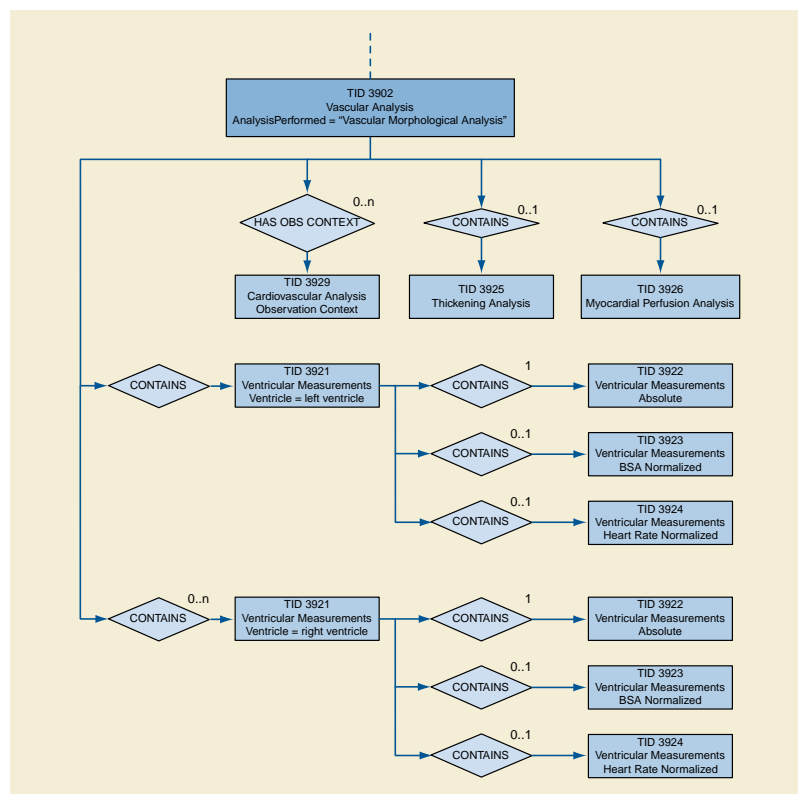 TID 3902
Vascular Analysis
AnalysisPerformed = “Vascular Morphological Analysis”
0..n
HAS OBS CONTEXT
0..1
CONTAINS
0..1
CONTAINS
TID 3929
Cardiovascular Analysis
Observation Context
TID 3925
Thickening Analysis
TID 3926
Myocardial Perfusion Analysis
CONTAINS
TID 3921
Ventricular Measurements
Ventricle = left ventricle
1
CONTAINS
TID 3922
Ventricular Measurements
Absolute
0..1
CONTAINS
TID 3923
Ventricular Measurements
BSA Normalized
0..1
CONTAINS
TID 3924
Ventricular Measurements
Heart Rate Normalized
0..n
CONTAINS
TID 3921
Ventricular Measurements
Ventricle = right ventricle
1
CONTAINS
TID 3922
Ventricular Measurements
Absolute
0..1
CONTAINS
TID 3923
Ventricular Measurements
BSA Normalized
0..1
CONTAINS
TID 3924
Ventricular Measurements
Heart Rate Normalized